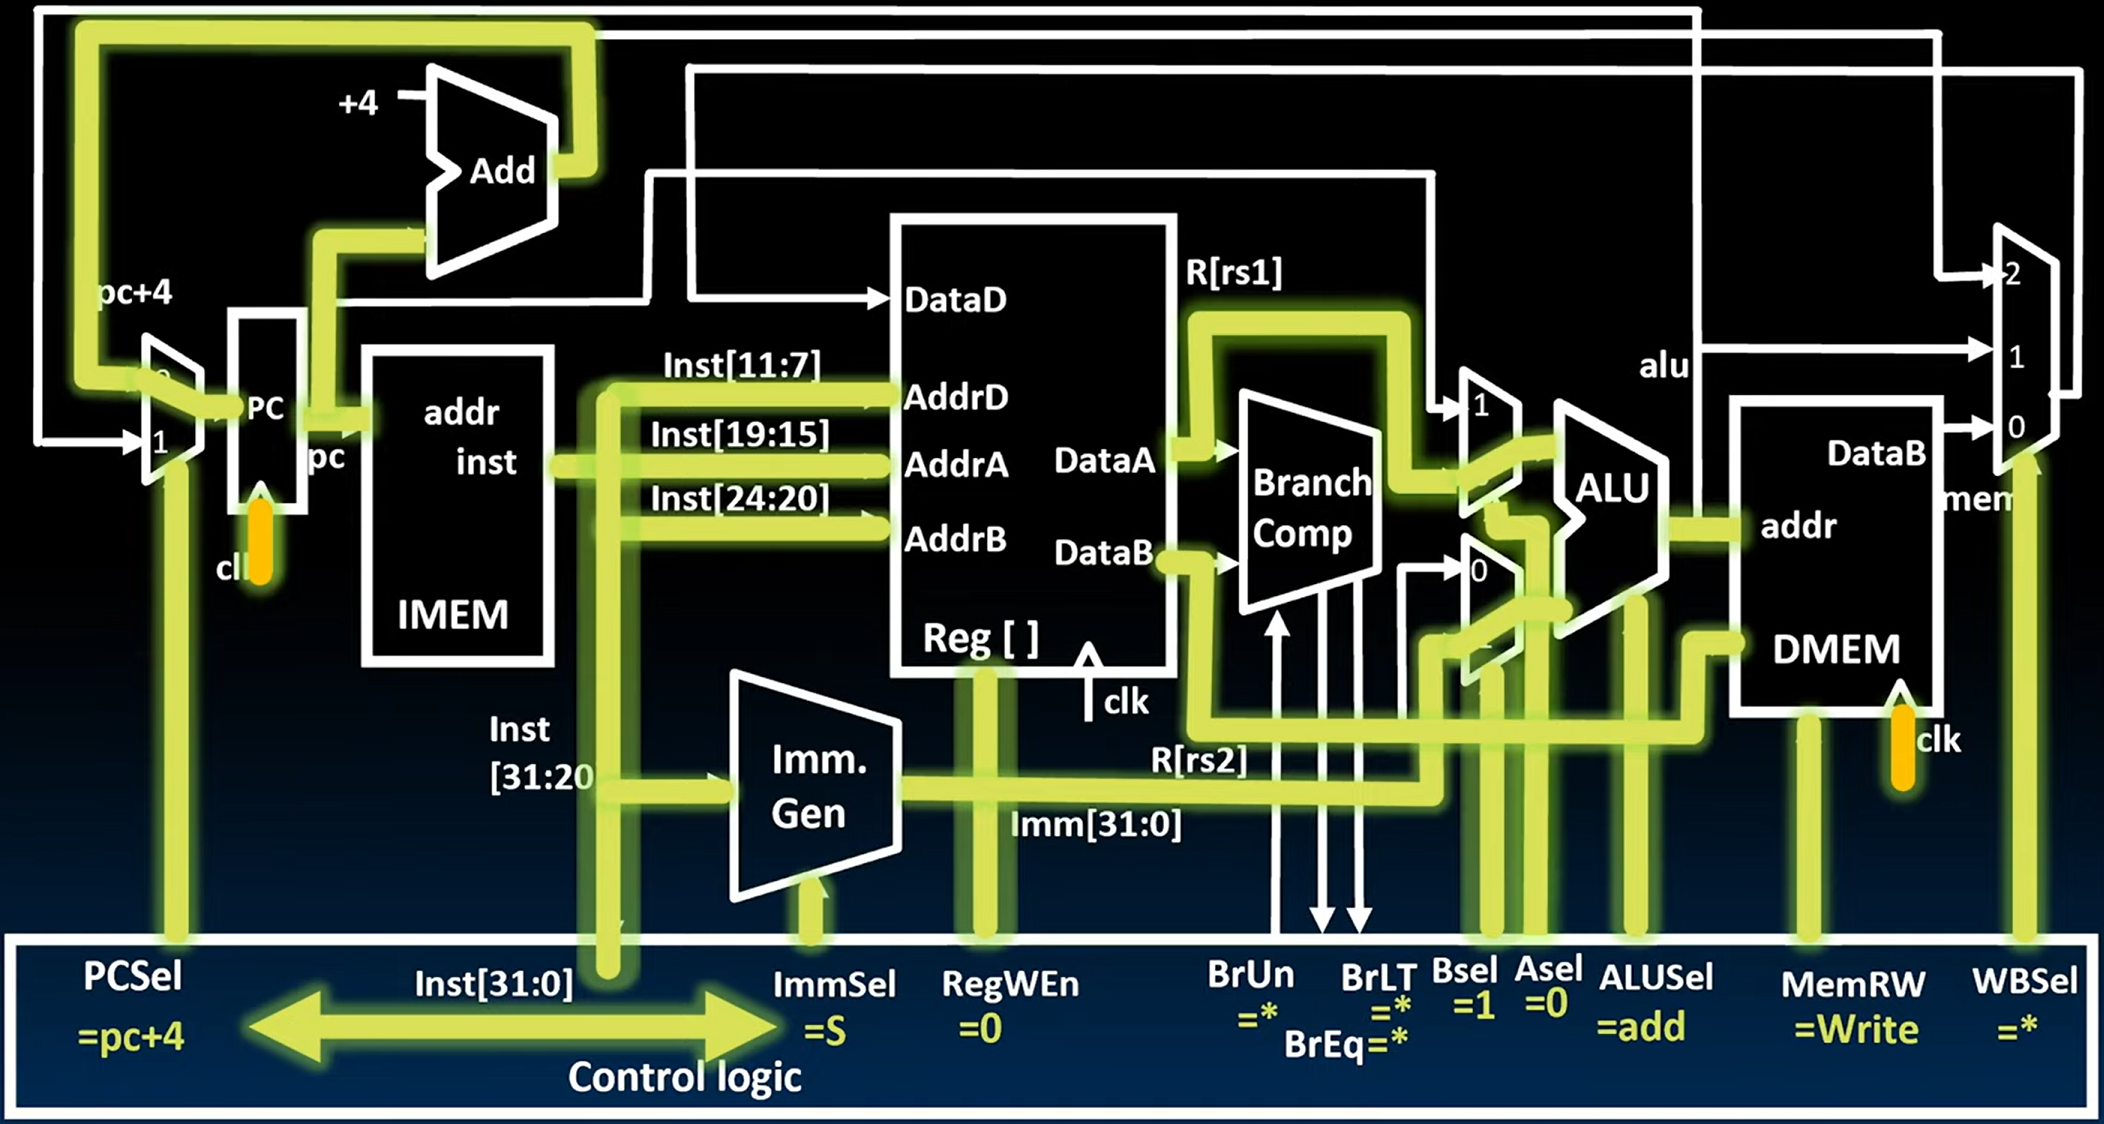 +4
Add
pc+4
R[rs1]
DataD
2
Inst[11:7]
alu
1
PC
addr
AddrD
1
0
1
Inst[19:15]
DataB
pc
inst
AddrA
DataA
Branch
Comp
ALU
mem
Inst[24:20]
addr
AddrB
DataB
0
clk
IMEM
Reg [ ]
DMEM
clk
Inst
[31:20
Imm.
Gen
R[rs2]
clk
Imm[31:0]
PCSel
=pc+4
Inst[31:0]
ImmSel
=S
RegWEn
=0
BrUn
=*
BrLT
=*
BrEq=*
Bsel
=1
Asel
=0
ALUSel
=add
MemRW
=Write
WBSel
=*
Control logic